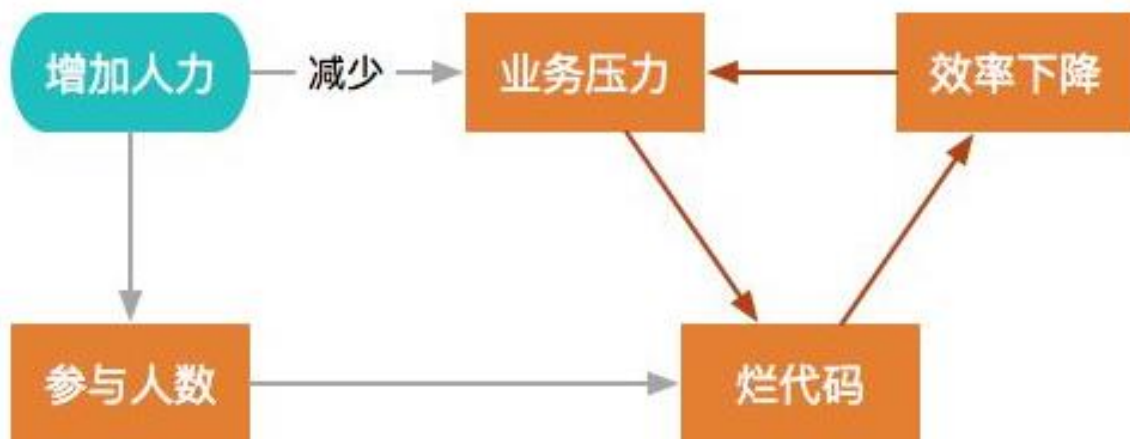 增加人力
减少
业务压力
效率下降
参与人数
烂代码